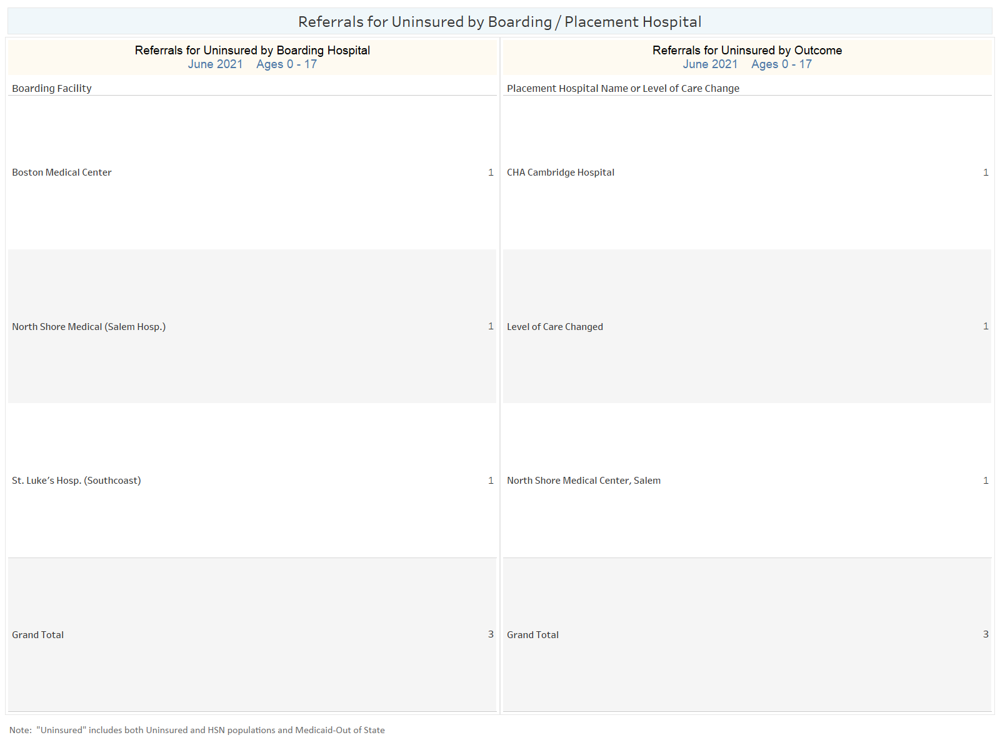 Referrals for Uninsured by Boarding / Placement Hospital
Referrals for Uninsured by Boarding Hospital
June 2021 Ages 0 - 17
Boarding Facility
Boston Medical Center 1
North Shore Medical (Salem Hosp.) 1
St. Luke’s Hosp. (Southcoast) 1
Grand Total 3
Referrals for Uninsured by Outcome
June 2021 Ages 0 - 17
Placement Hospital Name or Level of Care Change
CHA Cambridge Hospital 1
Level of Care Changed 1
North Shore Medical Center, Salem 1
Grand Total 3
Note: "Uninsured" includes both Uninsured and HSN populations and Medicaid-Out of State